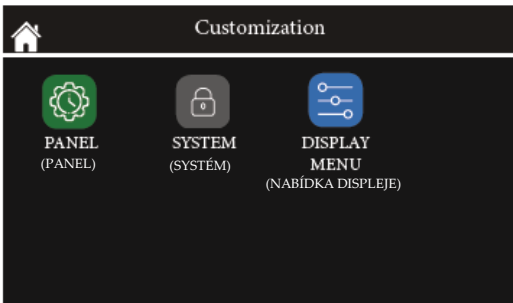 Customization
PANEL
(PANEL)
SYSTEM
(SYSTÉM)
DISPLAY
MENU
(NABÍDKA DISPLEJE)